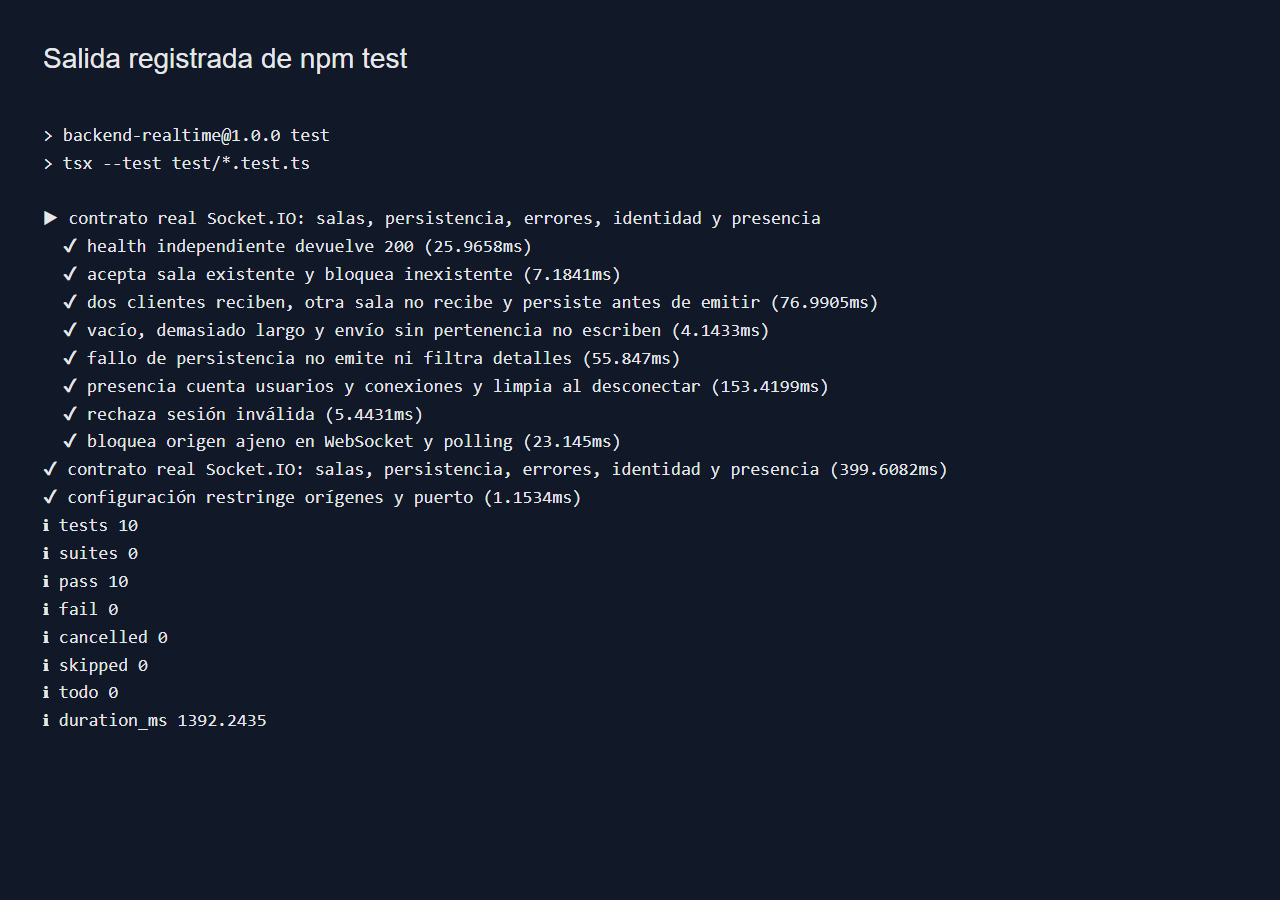 Salida registrada de npm test
> backend-realtime@1.0.0 test
> tsx --test test/*.test.ts
▶ contrato real Socket.IO: salas, persistencia, errores, identidad y presencia
✔ health independiente devuelve 200 (25.9658ms)
✔ acepta sala existente y bloquea inexistente (7.1841ms)
✔ dos clientes reciben, otra sala no recibe y persiste antes de emitir (76.9905ms)
✔ vacío, demasiado largo y envío sin pertenencia no escriben (4.1433ms)
✔ fallo de persistencia no emite ni filtra detalles (55.847ms)
✔ presencia cuenta usuarios y conexiones y limpia al desconectar (153.4199ms)
✔ rechaza sesión inválida (5.4431ms)
✔ bloquea origen ajeno en WebSocket y polling (23.145ms)
✔ contrato real Socket.IO: salas, persistencia, errores, identidad y presencia (399.6082ms)
✔ configuración restringe orígenes y puerto (1.1534ms)
ℹ tests 10
ℹ suites 0
ℹ pass 10
ℹ fail 0
ℹ cancelled 0
ℹ skipped 0
ℹ todo 0
ℹ duration_ms 1392.2435